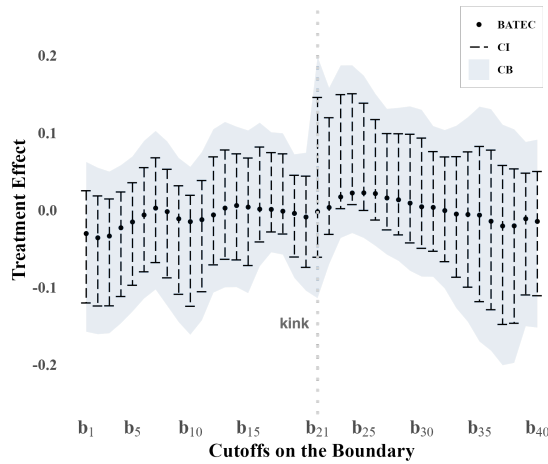 BATEC
CI
CB
Treatment Effect
0.2
0.1
0.0
-0.1
-0.2
kink
b₁ b₅ b₁₀ b₁₅ b₂₁ b₂₅ b₃₀ b₃₅ b₄₀
Cutoffs on the Boundary